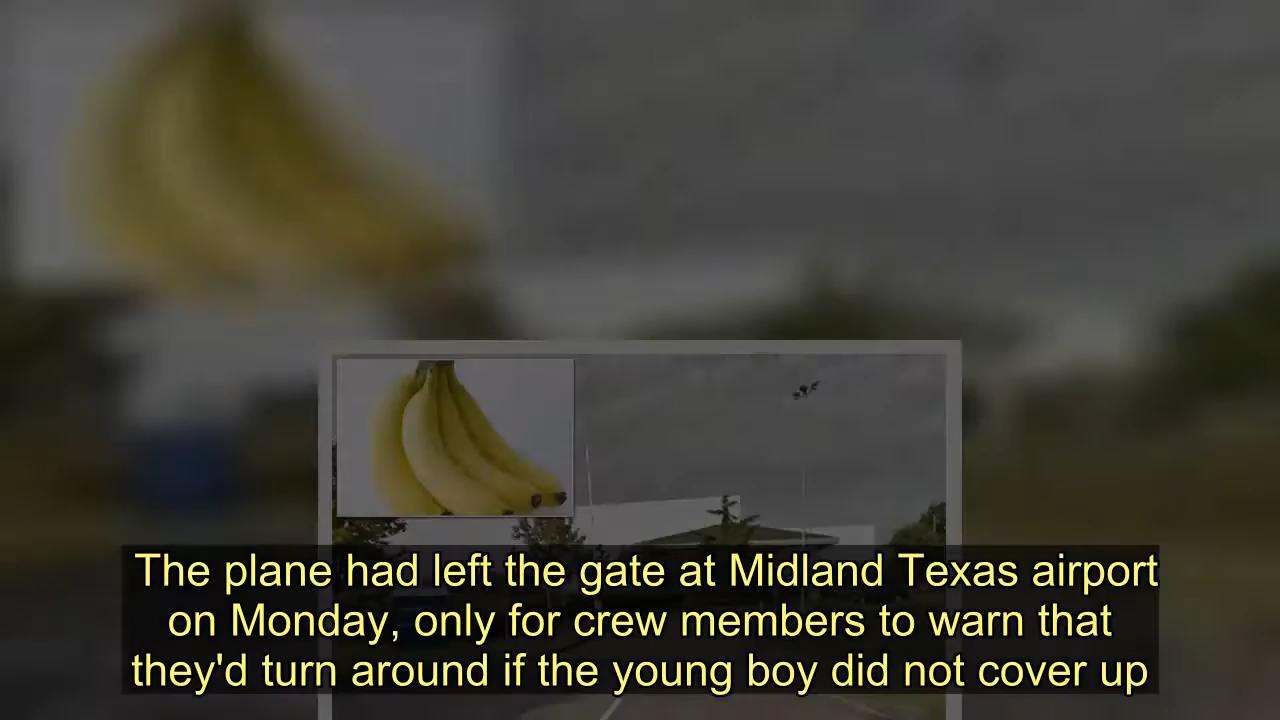 The plane had left the gate at Midland Texas airport
on Monday, only for crew members to warn that
they'd turn around if the young boy did not cover up